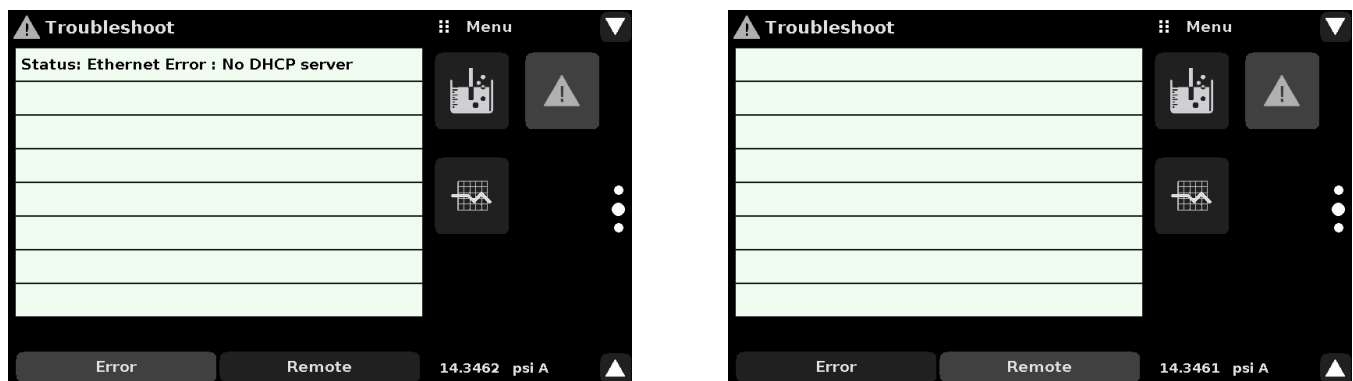 Troubleshoot
Menu
Status: Ethernet Error : No DHCP server
Error
Remote
14.3462 psi A
Troubleshoot
Menu
Error
Remote
14.3461 psi A